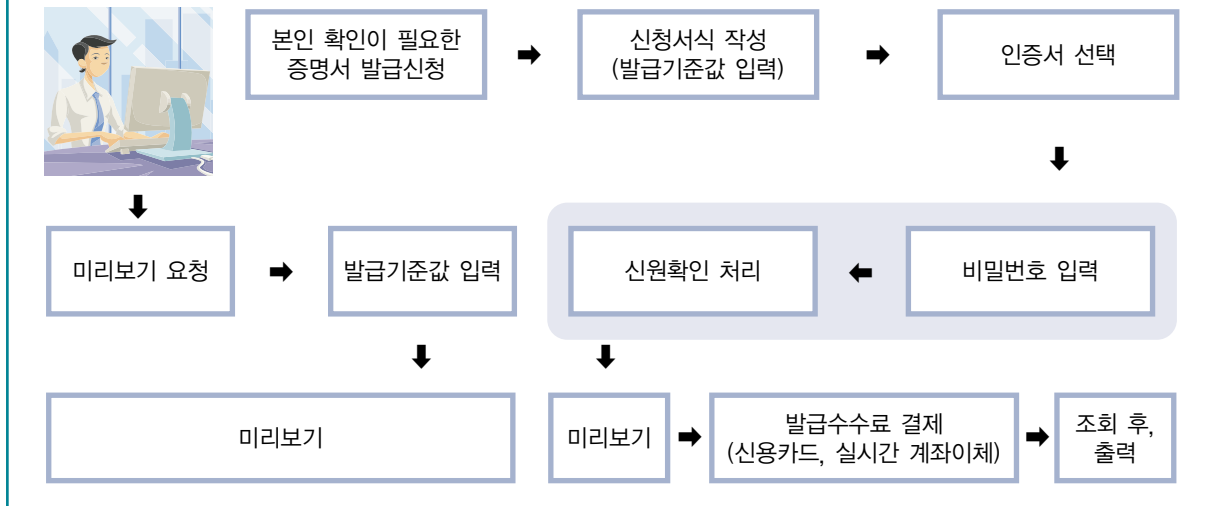 본인 확인이 필요한
증명서 발급신청
신청서식 작성
(발급기준값 입력)
인증서 선택
미리보기 요청
발급기준값 입력
신원확인 처리
비밀번호 입력
미리보기
미리보기
발급수수료 결제
(신용카드, 실시간 계좌이체)
조회 후,
출력